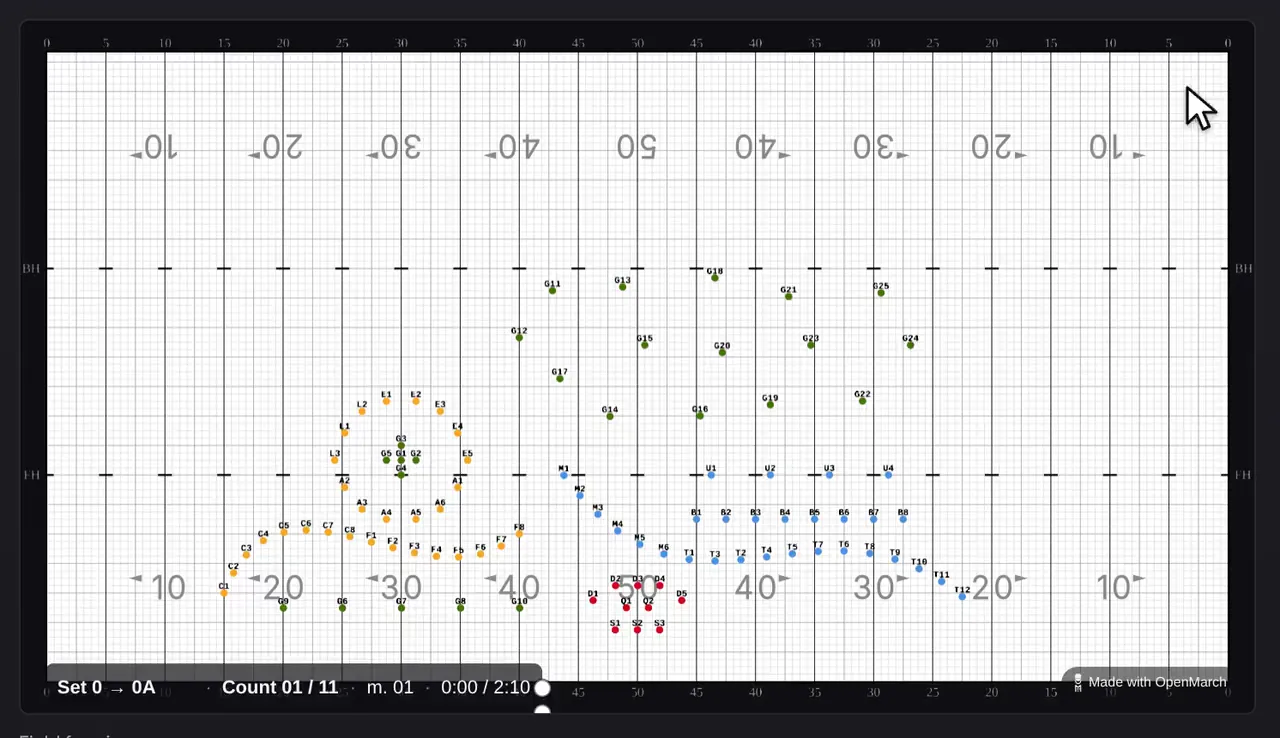 0 5 10 15 20 25 30 35 40 45 50 45 40 35 30 25 20 15 10 5 0
10 20 30 40 50 40 30 20 10
BH BH
G18
G13
G11 G25
G21
G12
G15 G23 G24
G20
G17
E1 E2
L2 E3 G19 G22
G14 G16
L1 E4
G3
L3 G5 G1 G2 E5
G4 M1 U1 U2 U3 U4
FH FH
A2 A1
M2
A3 A6
M3
A4 A5 B1 B2 B3 B4 B5 B6 B7 B8
C5 C6 C7 F8 M4
C4 C8 F1 F7 M5
C3 F2 F3 F4 F5 F6 M6 T1 T3 T2 T4 T5 T7 T6 T8 T9
C2 T10
10 20 30 40 50 40 30 20 10
C1 D2 D3 D4 T11
D1 D5 T12
G9 G6 G7 G8 G10 Q1 Q2
S1 S2 S3
Set 0 → 0A · Count 01 / 11 · m. 01 · 0:00 / 2:10
Made with OpenMarch
45 50 45 40 35 30 25 20 15 10 5 0